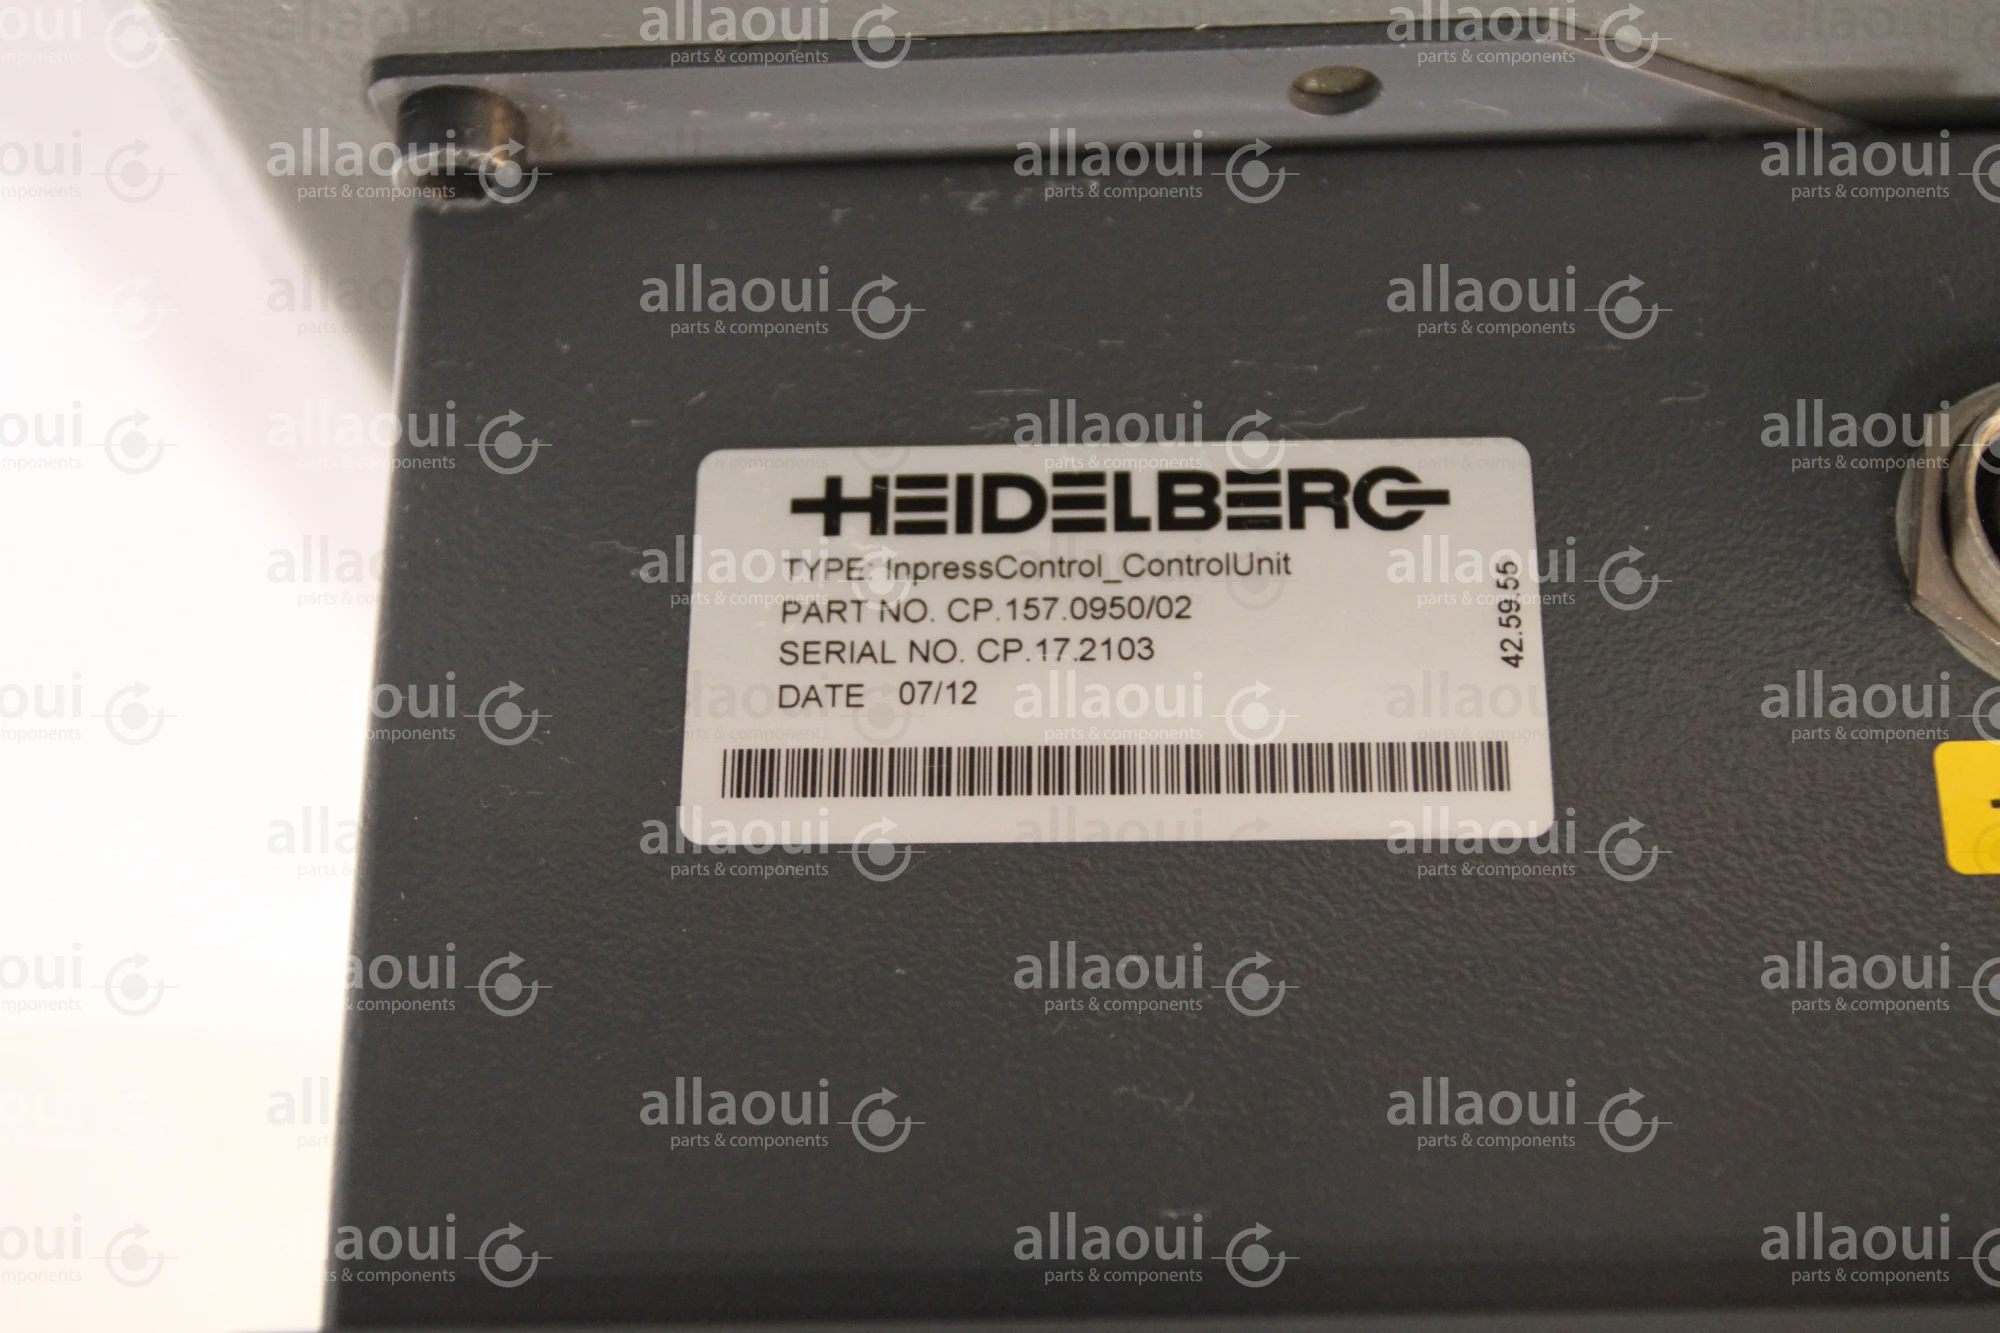 HEIDELBERG
TYPE: InpressControl_ControlUnit
PART NO. CP.157.0950/02
SERIAL NO. CP.17.2103
DATE 07/12
42.59.55
allaoui
parts & components